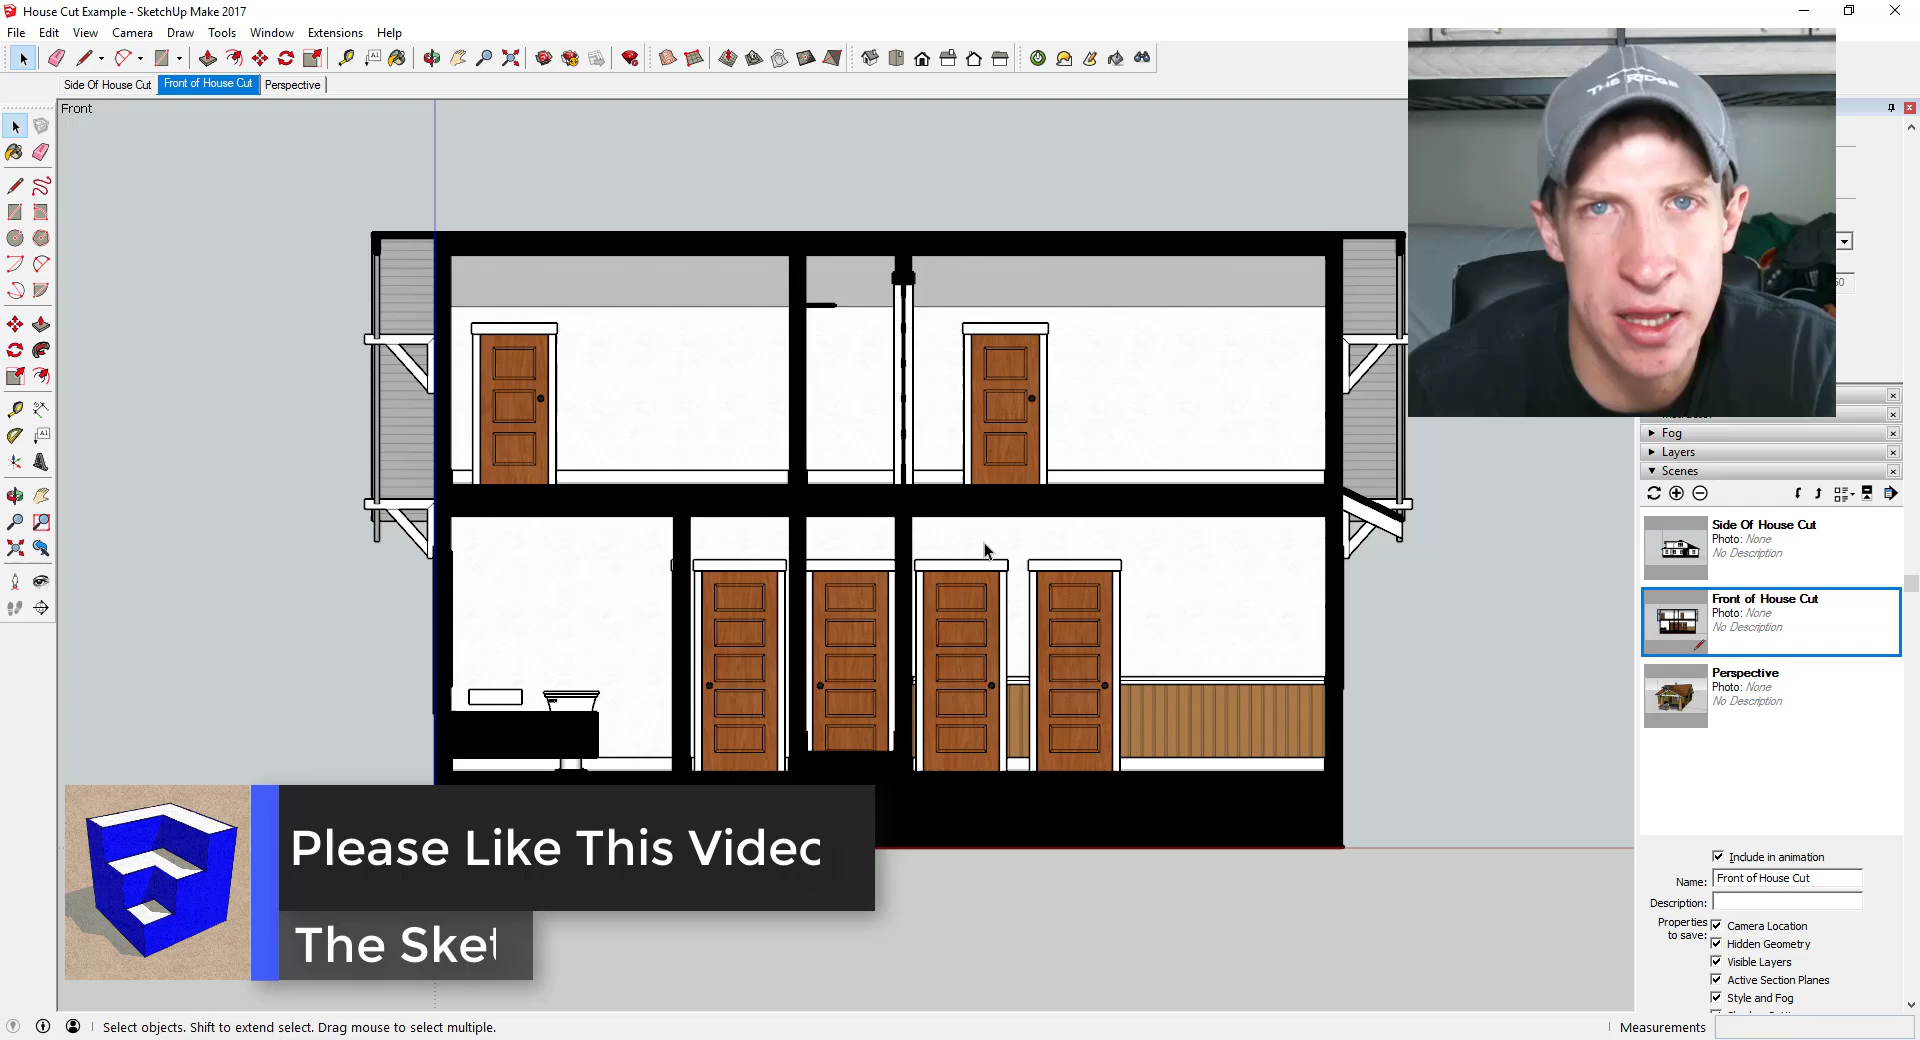 House Cut Example - SketchUp Make 2017
File Edit View Camera Draw Tools Window Extensions Help
Side Of House Cut Front of House Cut Perspective
Front
THE RIDGE
Fog
Layers
Scenes
Side Of House Cut
Photo: None
No Description
Front of House Cut
Photo: None
No Description
Perspective
Photo: None
No Description
Please Like This Video
The Sket
Include in animation
Name: Front of House Cut
Description:
Properties to save:
Camera Location
Hidden Geometry
Visible Layers
Active Section Planes
Style and Fog
Select objects. Shift to extend select. Drag mouse to select multiple.
Measurements